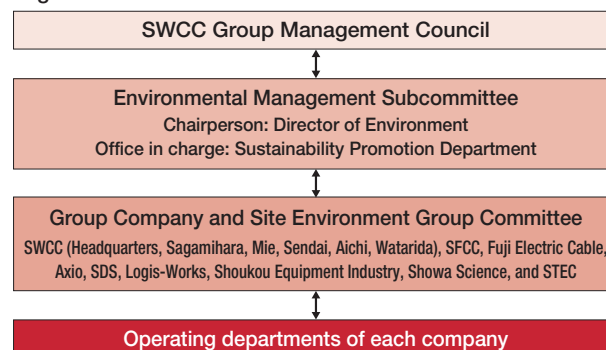 SWCC Group Management Council
Environmental Management Subcommittee
Chairperson: Director of Environment
Office in charge: Sustainability Promotion Department
Group Company and Site Environment Group Committee
SWCC (Headquarters, Sagamihara, Mie, Sendai, Aichi, Watarida), SFCC, Fuji Electric Cable,
Axio, SDS, Logis-Works, Shoukou Equipment Industry, Showa Science, and STEC
Operating departments of each company